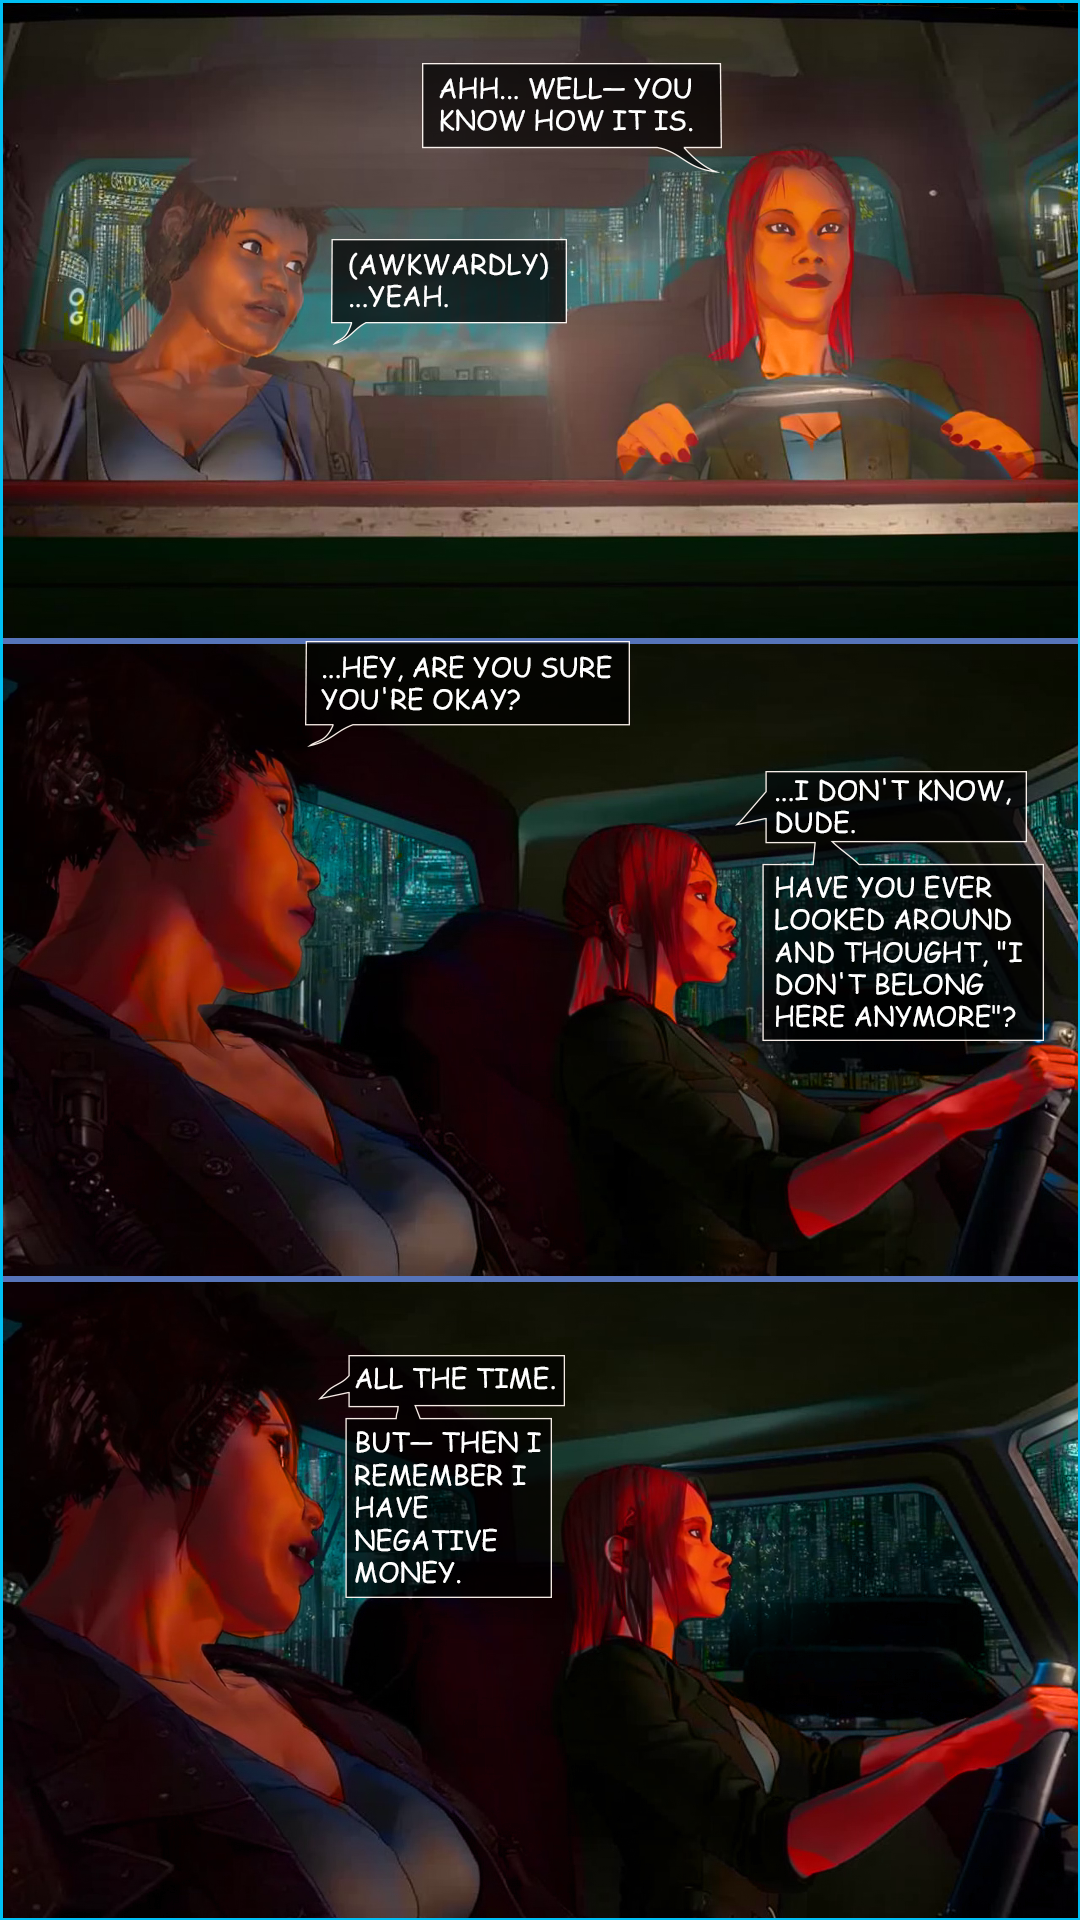 AHH... WELL— YOU
KNOW HOW IT IS.
(AWKWARDLY)
...YEAH.
...HEY, ARE YOU SURE
YOU'RE OKAY?
...I DON'T KNOW,
DUDE.
HAVE YOU EVER
LOOKED AROUND
AND THOUGHT, "I
DON'T BELONG
HERE ANYMORE"?
ALL THE TIME.
BUT— THEN I
REMEMBER I
HAVE
NEGATIVE
MONEY.